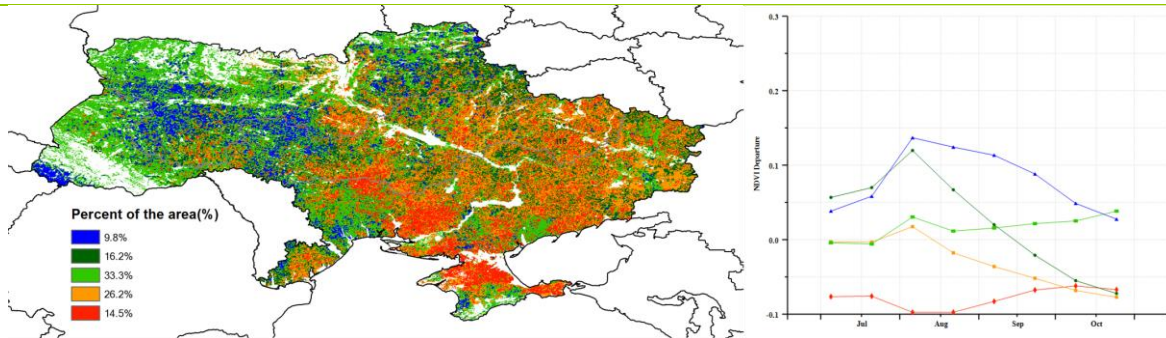 Percent of the area(%)
9.8%
16.2%
33.3%
26.2%
14.5%
NDVI Departure
0.3
0.2
0.1
0.0
-0.1
Jul
Aug
Sep
Oct